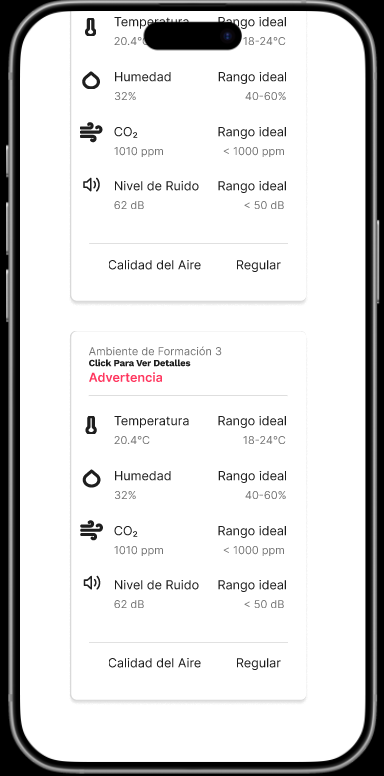 Temperatura Rango ideal
20.4°C 18-24°C
Humedad Rango ideal
32% 40-60%
CO₂ Rango ideal
1010 ppm < 1000 ppm
Nivel de Ruido Rango ideal
62 dB < 50 dB
Calidad del Aire Regular
Ambiente de Formación 3
Click Para Ver Detalles
Advertencia
Temperatura Rango ideal
20.4°C 18-24°C
Humedad Rango ideal
32% 40-60%
CO₂ Rango ideal
1010 ppm < 1000 ppm
Nivel de Ruido Rango ideal
62 dB < 50 dB
Calidad del Aire Regular